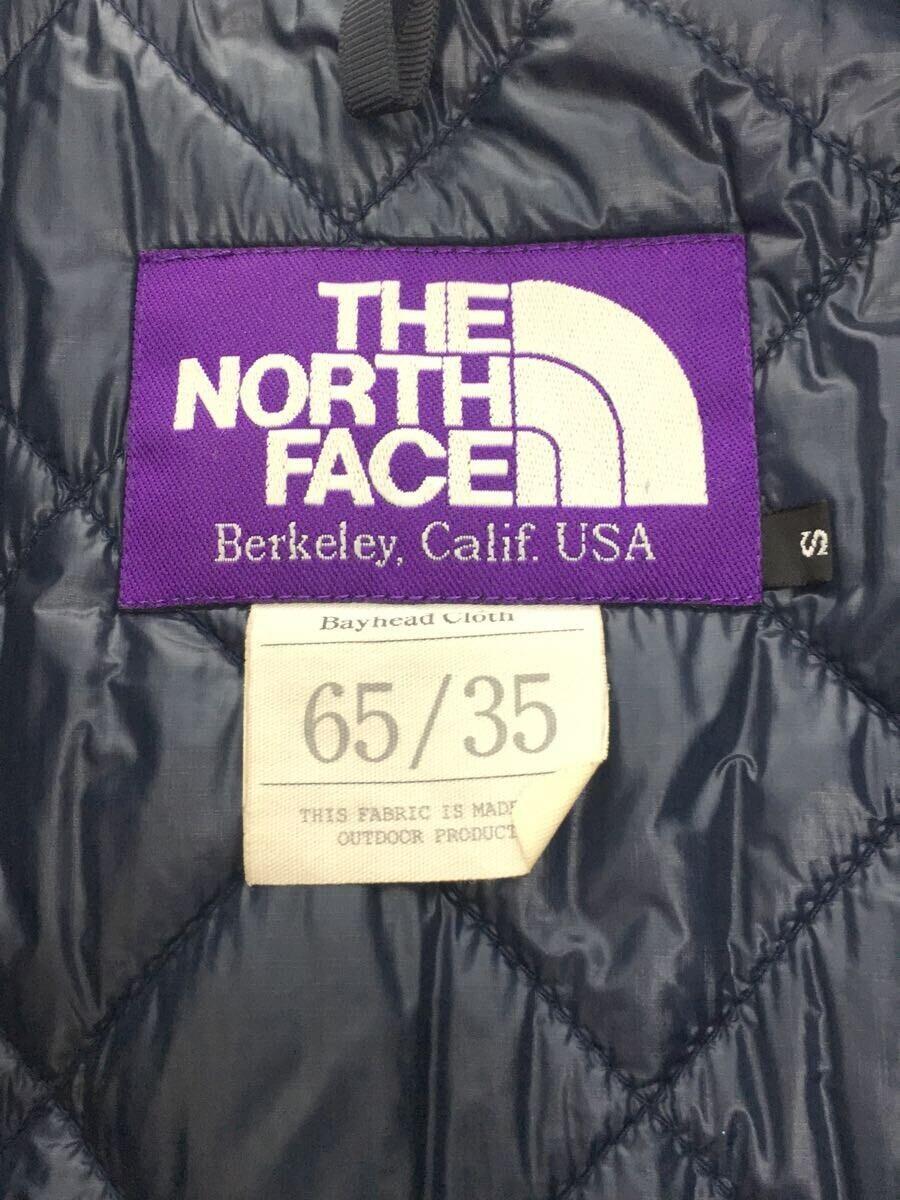 THE
NORTH
FACE
Berkeley, Calif. USA
S
Bayhead Cloth
65/35
THIS FABRIC IS MADE
OUTDOOR PRODUCT